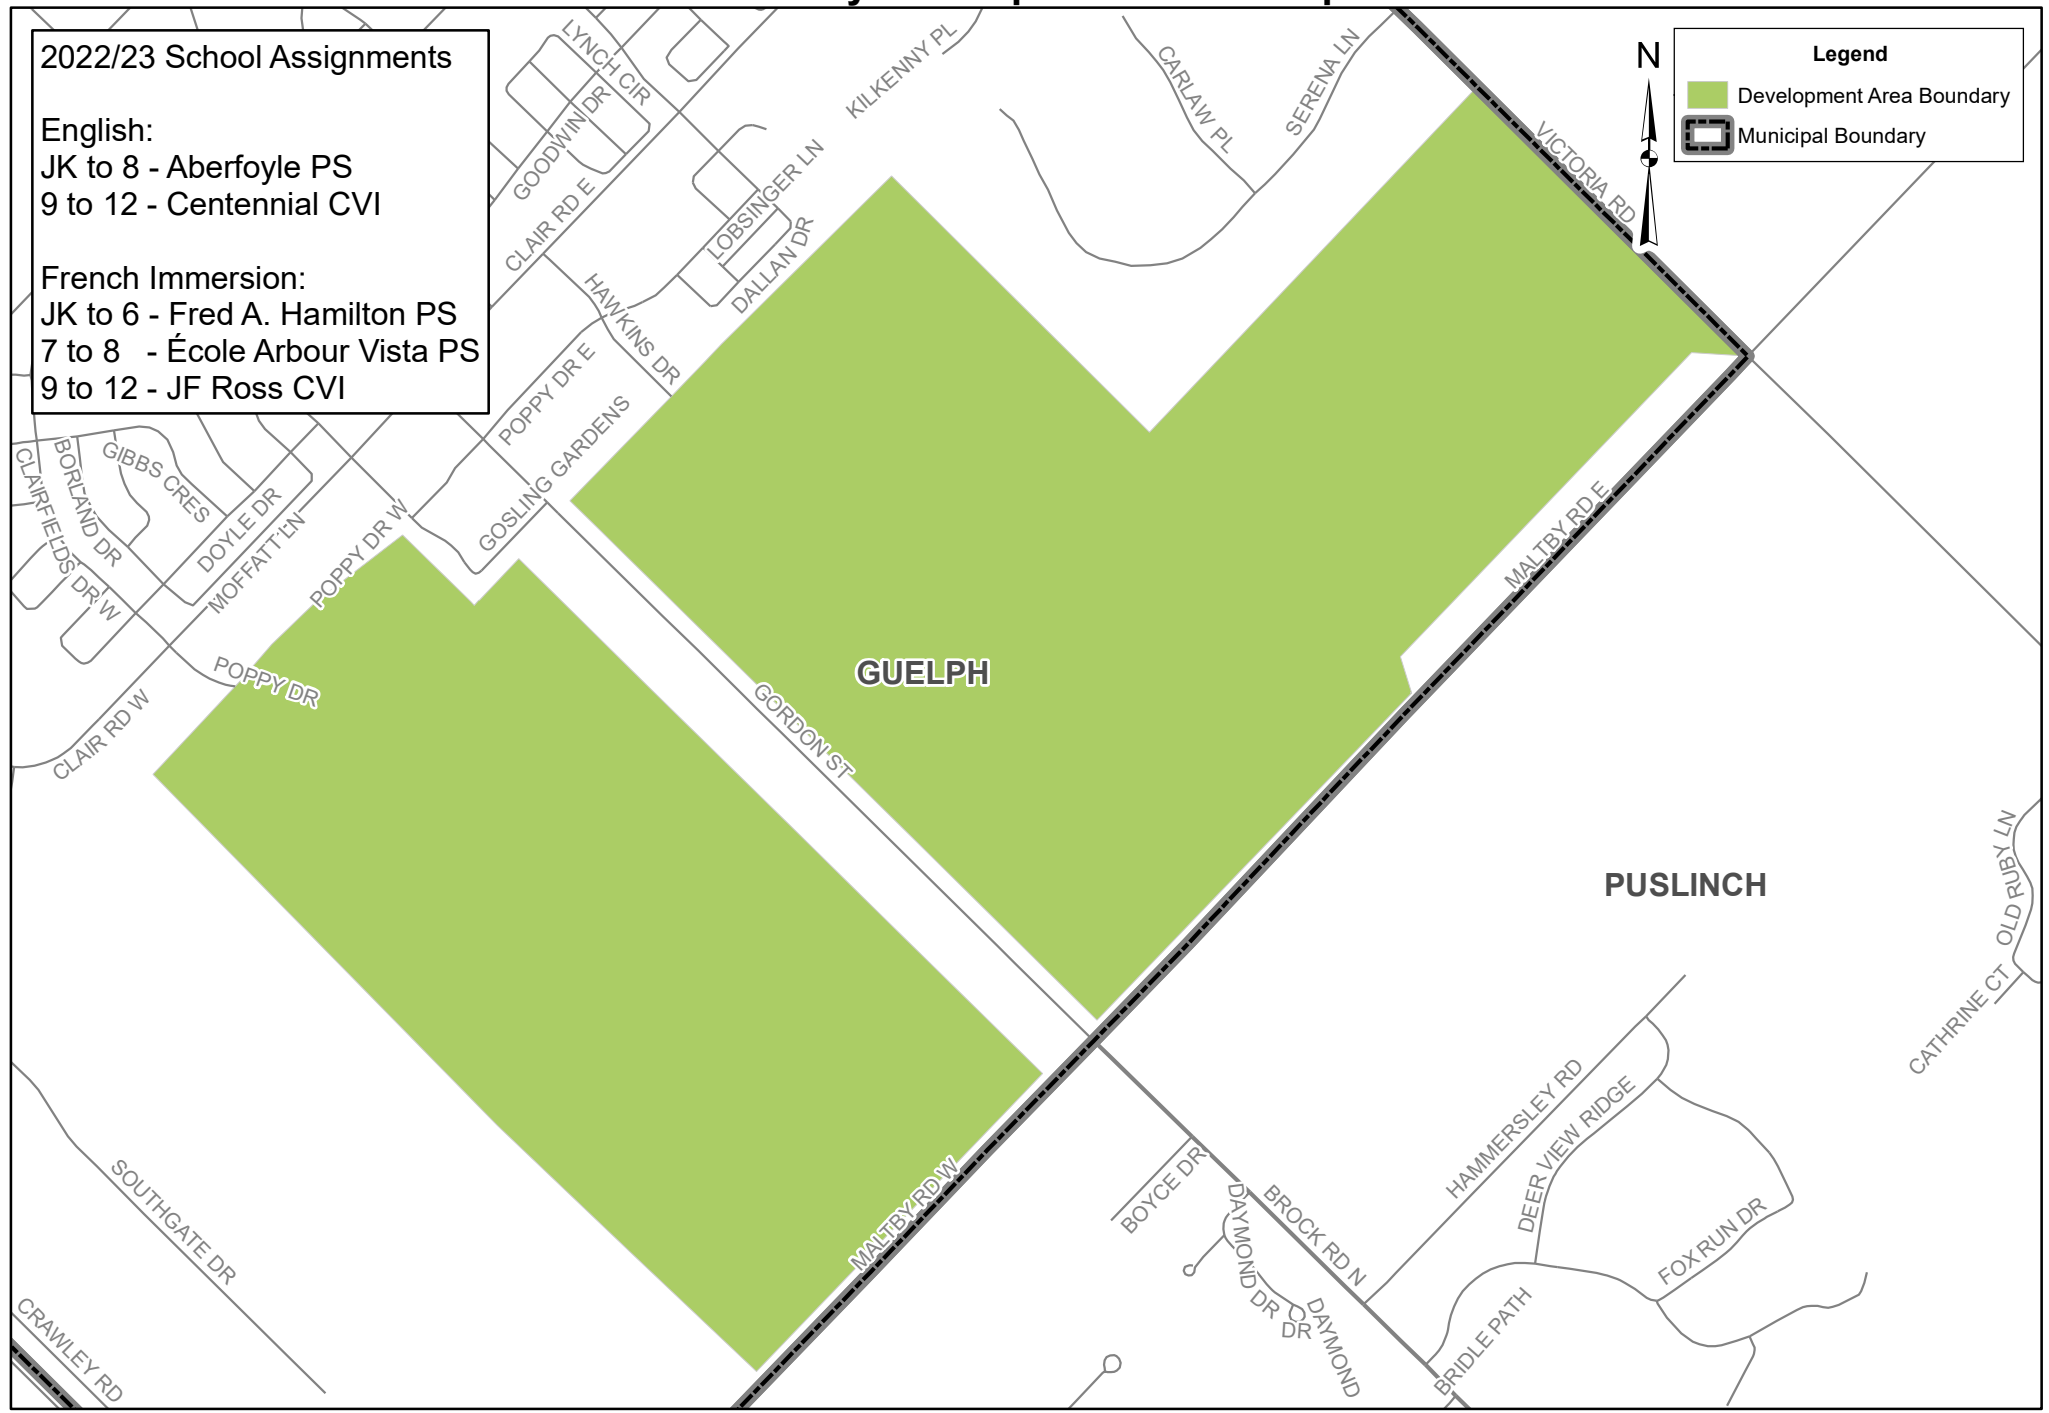 2022/23 School Assignments
English:
JK to 8 - Aberfoyle PS
9 to 12 - Centennial CVI
French Immersion:
JK to 6 - Fred A. Hamilton PS
7 to 8 - École Arbour Vista PS
9 to 12 - JF Ross CVI
N
Legend
Development Area Boundary
Municipal Boundary
LYNCH CIR
GOODWIN DR
CLAIR RD E
KILKENNY PL
LOBSINGER LN
DALLAN DR
CARLAW PL
SERENA LN
VICTORIA RD
HAWKINS DR
POPPY DR E
GOSLING GARDENS
CLAIRFIELDS DR W
BORLAND DR
GIBBS CRES
DOYLE DR
MOFFATT LN
POPPY DR W
POPPY DR
CLAIR RD W
GORDON ST
GUELPH
MALTBY RD E
PUSLINCH
OLD RUBY LN
CATHRINE CT
HAMMERSLEY RD
DEER VIEW RIDGE
FOX RUN DR
BRIDLE PATH
BROCK RD N
BOYCE DR
DAYMOND DR
DAYMOND
DR
MALTBY RD W
SOUTHGATE DR
CRAWLEY RD